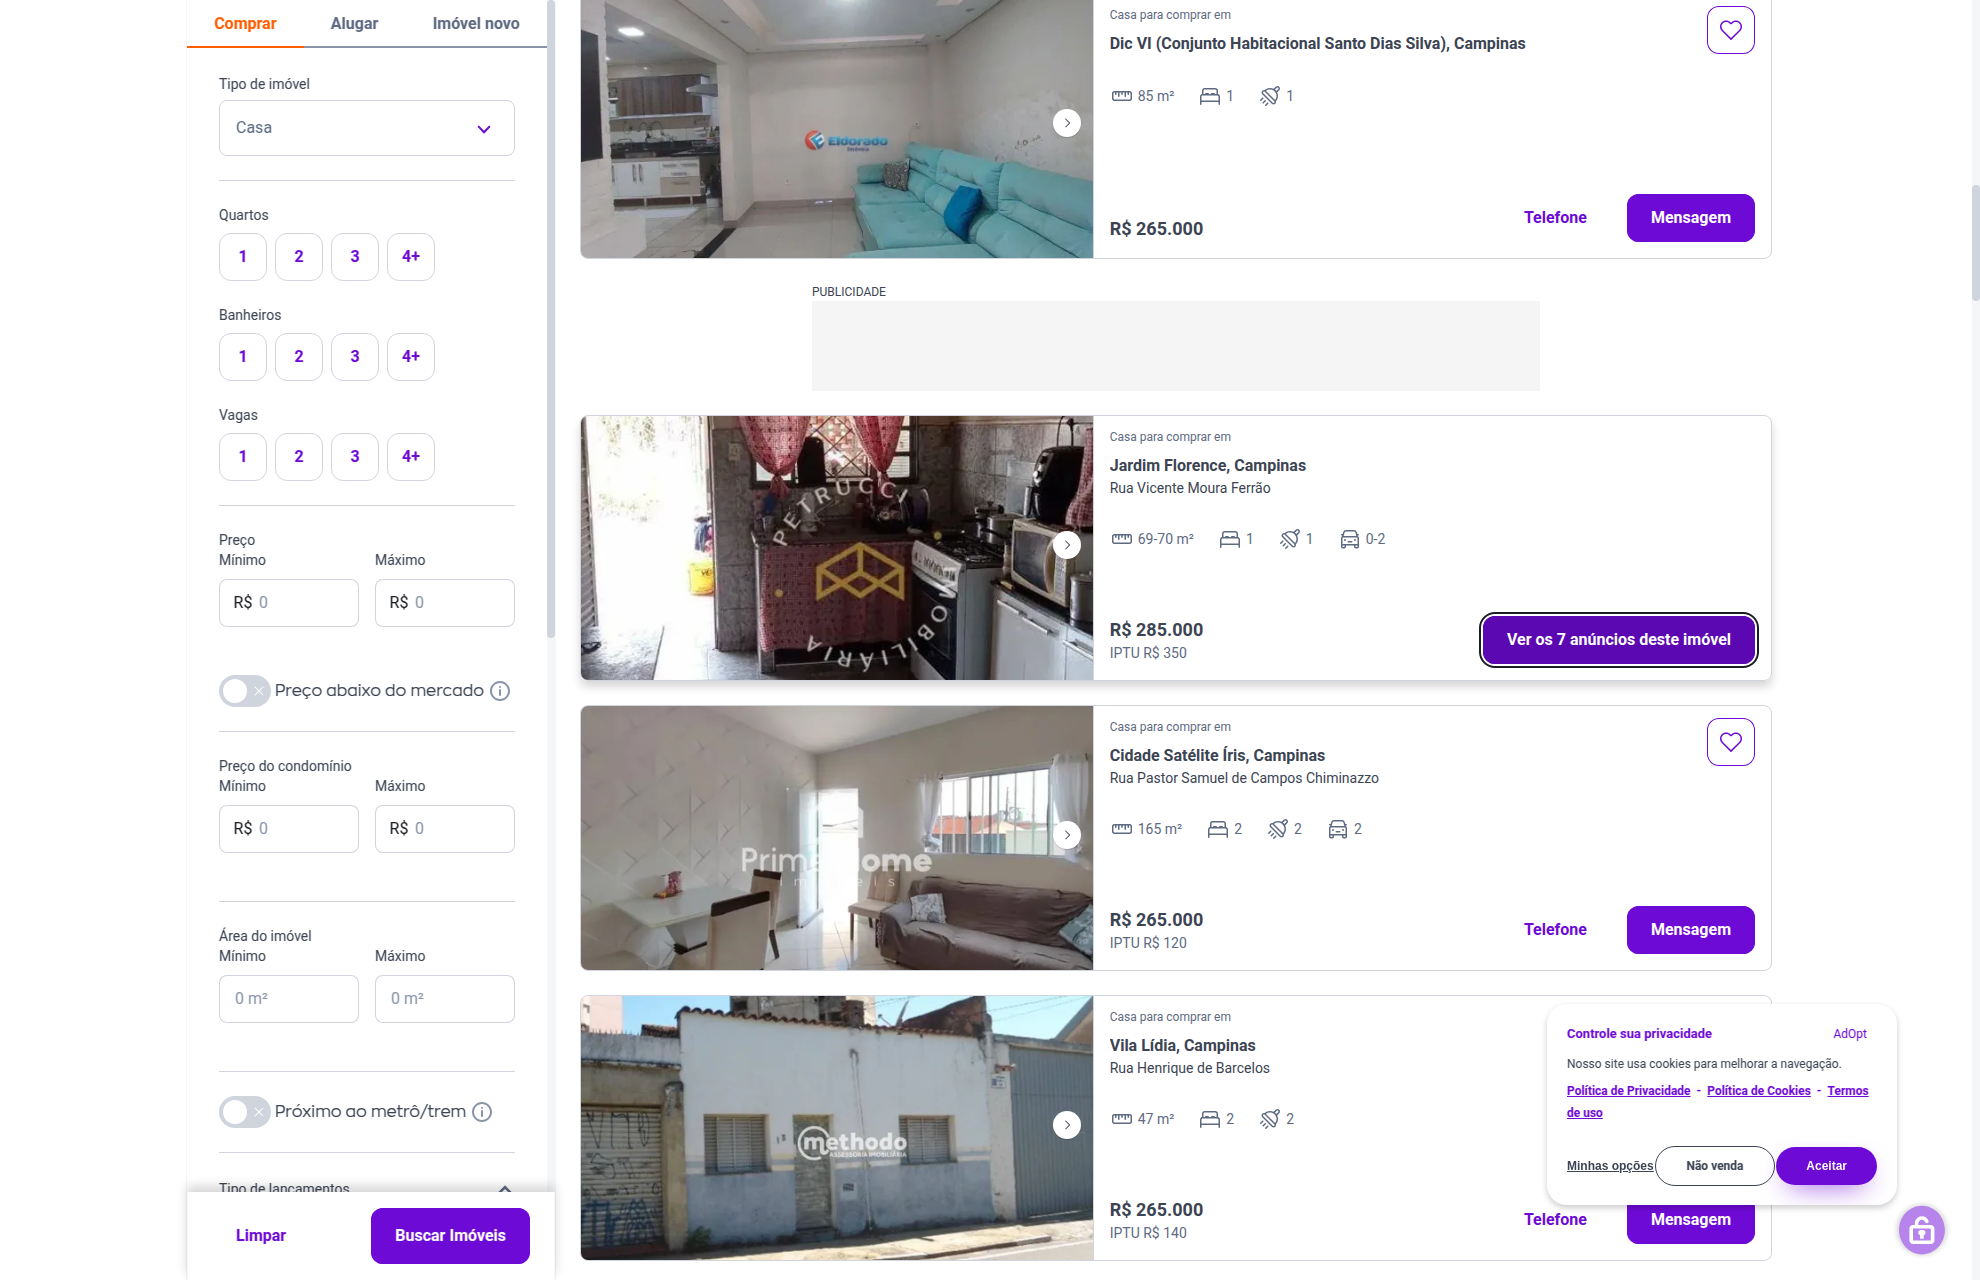 Comprar
Alugar
Imóvel novo
Tipo de imóvel
Casa
Quartos
1 2 3 4+
Banheiros
1 2 3 4+
Vagas
1 2 3 4+
Preço
Mínimo Máximo
R$ 0 R$ 0
Preço abaixo do mercado
Preço do condomínio
Mínimo Máximo
R$ 0 R$ 0
Área do imóvel
Mínimo Máximo
0 m² 0 m²
Próximo ao metrô/trem
Tipo de lançamentos
Limpar
Buscar Imóveis
Eldorado
Imóveis
Casa para comprar em
Dic VI (Conjunto Habitacional Santo Dias Silva), Campinas
85 m² 1 1
R$ 265.000
Telefone
Mensagem
PUBLICIDADE
PETRUCCI
IMOBILIÁRIA
Casa para comprar em
Jardim Florence, Campinas
Rua Vicente Moura Ferrão
69-70 m² 1 1 0-2
R$ 285.000
IPTU R$ 350
Ver os 7 anúncios deste imóvel
Casa para comprar em
Cidade Satélite Íris, Campinas
Rua Pastor Samuel de Campos Chiminazzo
165 m² 2 2 2
R$ 265.000
IPTU R$ 120
Telefone
Mensagem
methodo
ASSESSORIA IMOBILIÁRIA
Casa para comprar em
Vila Lídia, Campinas
Rua Henrique de Barcelos
47 m² 2 2
R$ 265.000
IPTU R$ 140
Telefone
Mensagem
Controle sua privacidade
AdOpt
Nosso site usa cookies para melhorar a navegação.
Política de Privacidade - Política de Cookies - Termos
de uso
Minhas opções
Não venda
Aceitar